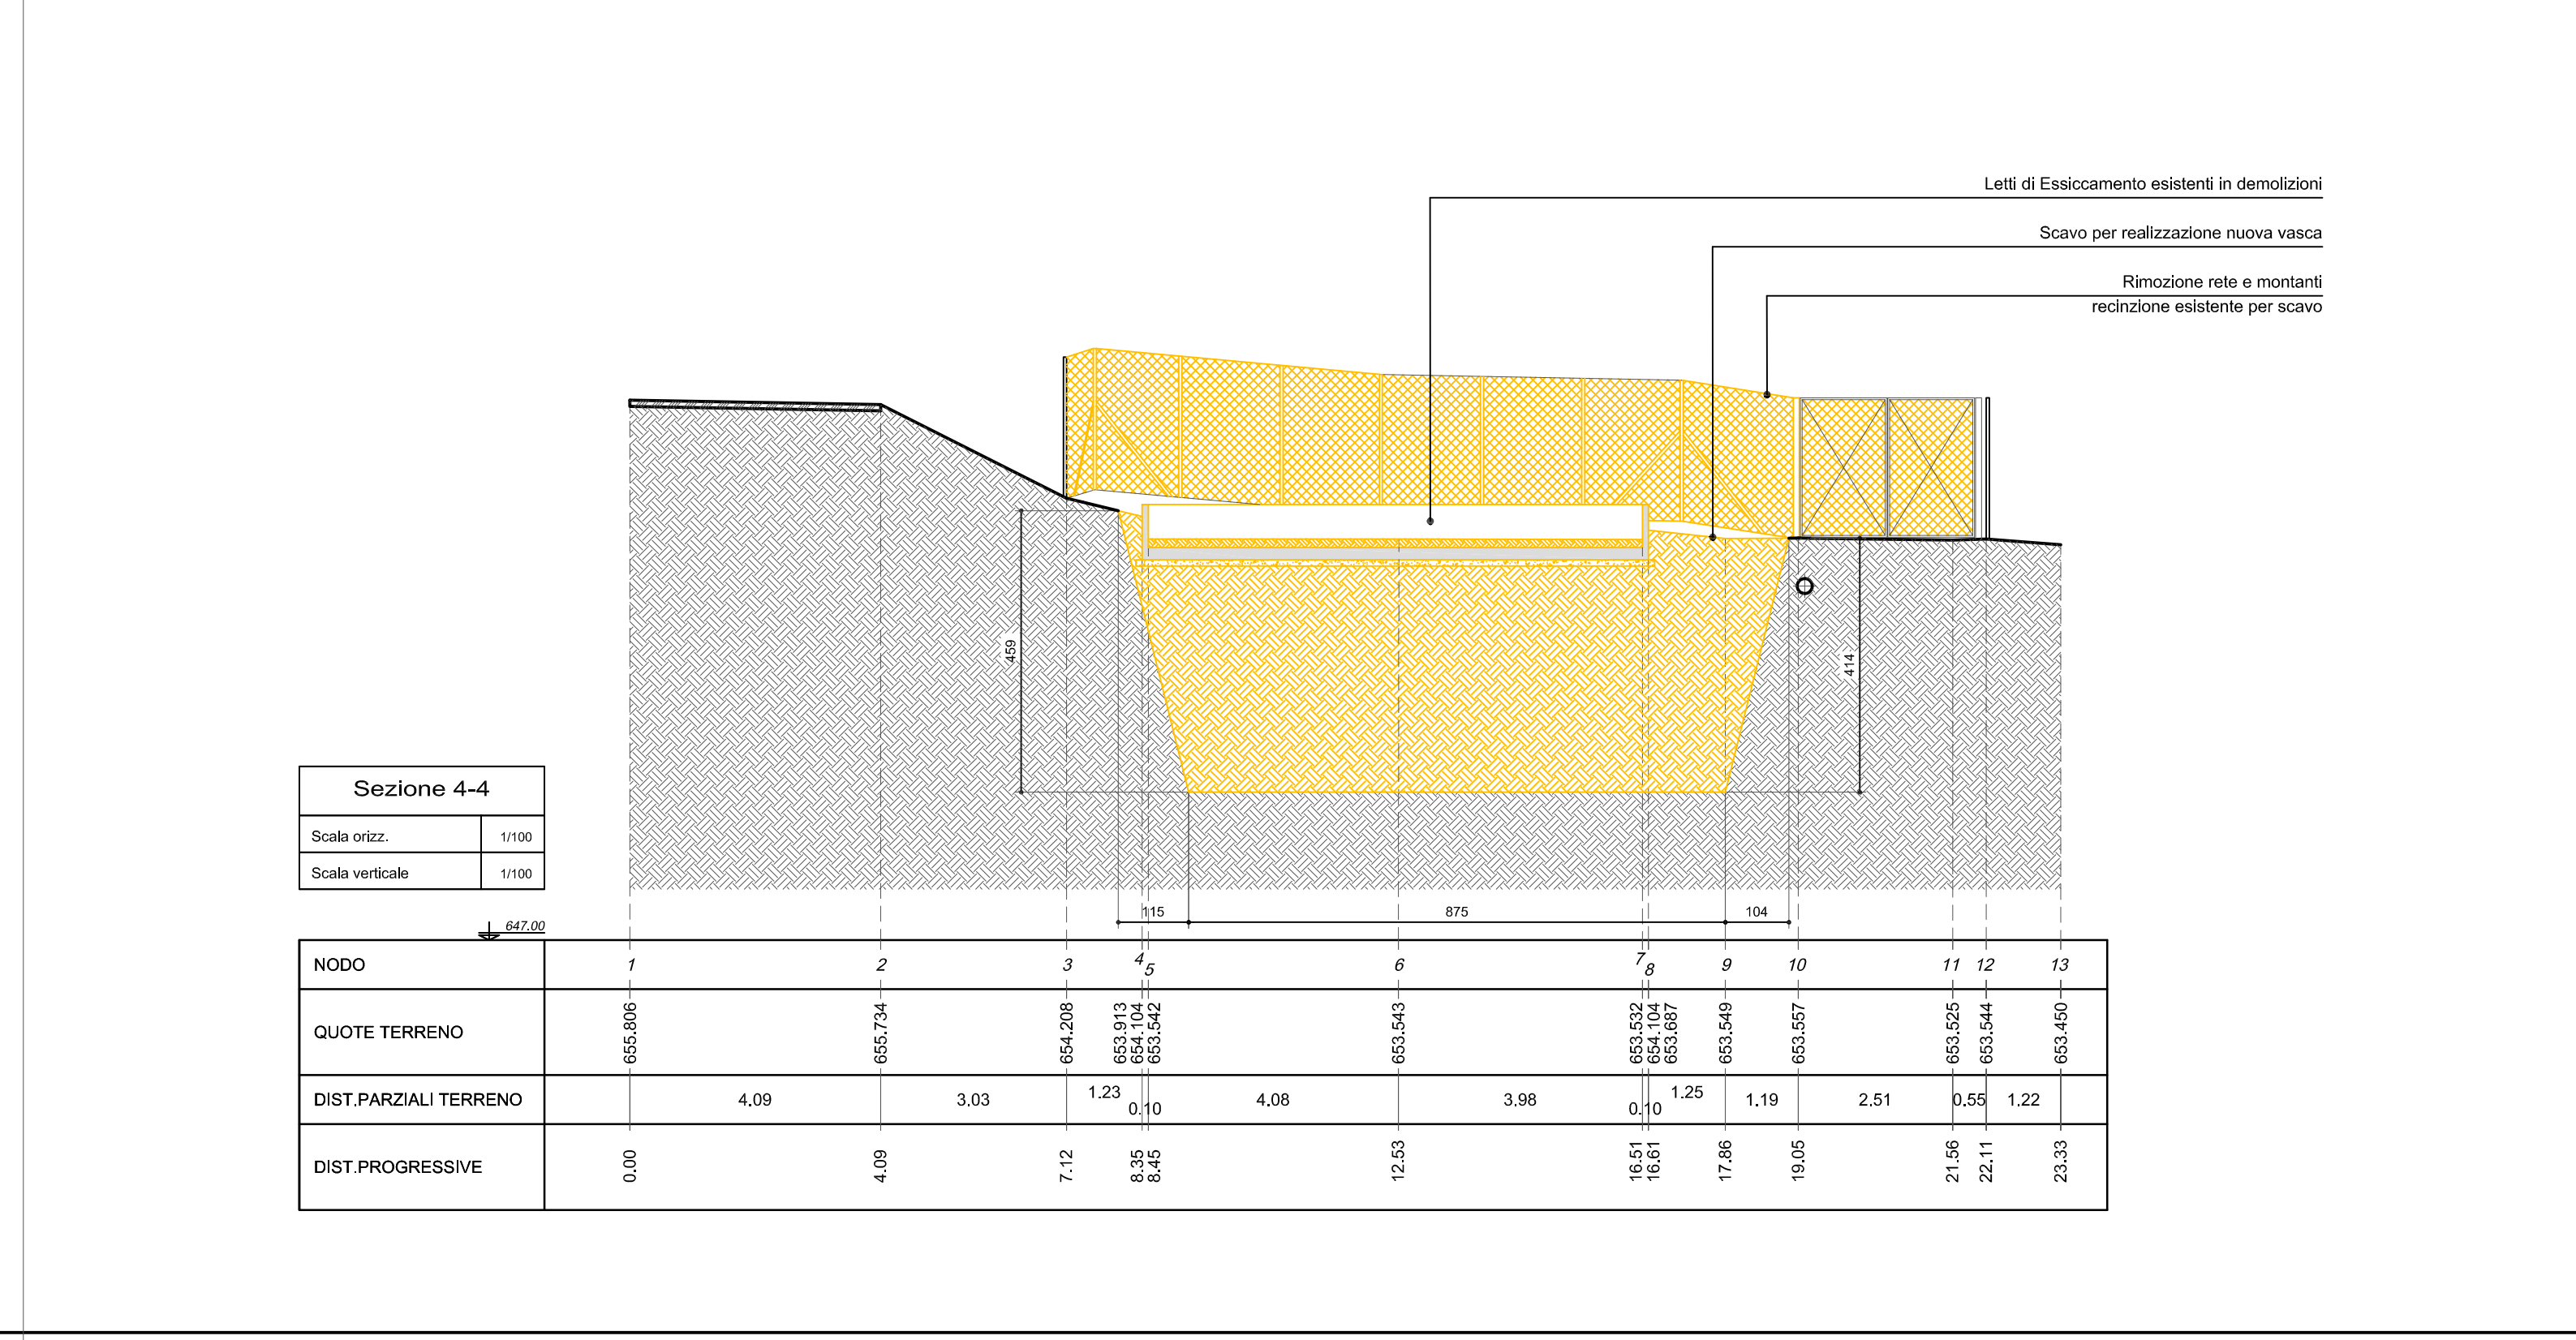 Letti di Essiccamento esistenti in demolizioni
Scavo per realizzazione nuova vasca
Rimozione rete e montanti
recinzione esistente per scavo
459
414
Sezione 4-4
Scala orizz. 1/100
Scala verticale 1/100
115 875 104
647.00
NODO 1 2 3 4 5 6 7 8 9 10 11 12 13
QUOTE TERRENO 655.806 655.734 654.208 653.913 654.104 653.542 653.543 653.532 654.104 653.687 653.549 653.557 653.525 653.544 653.450
DIST.PARZIALI TERRENO 4.09 3.03 1.23 0.10 4.08 3.98 0.10 1.25 1.19 2.51 0.55 1.22
DIST.PROGRESSIVE 0.00 4.09 7.12 8.35 8.45 12.53 16.51 16.61 17.86 19.05 21.56 22.11 23.33